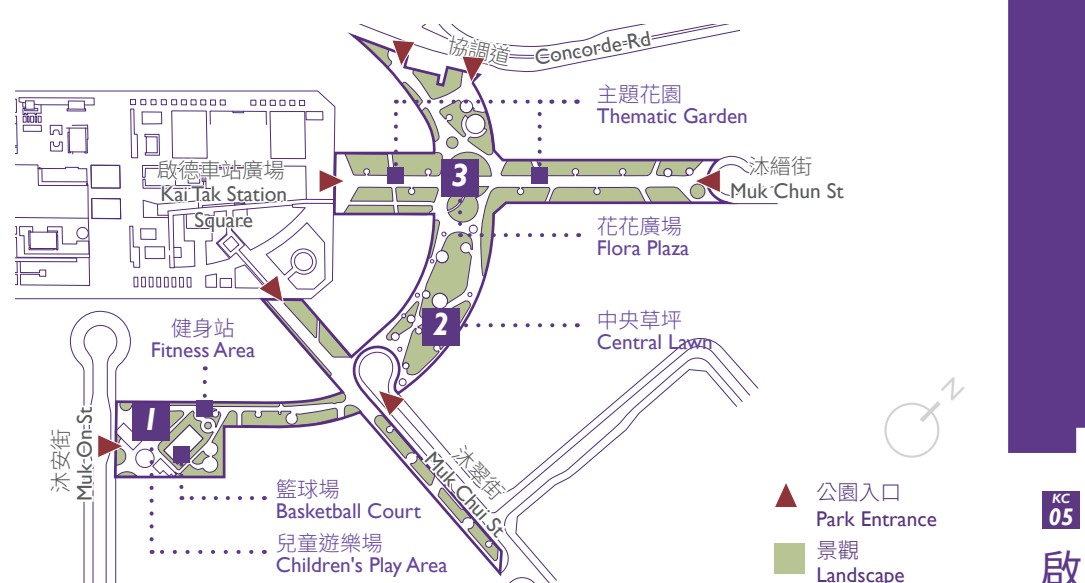 協調道 Concorde Rd
主題花園
Thematic Garden
啟德車站廣場
Kai Tak Station
Square
3
沐縉街
Muk Chun St
花花廣場
Flora Plaza
2
中央草坪
Central Lawn
健身站
Fitness Area
1
沐安街
Muk On St
沐翠街
Muk Chui St
籃球場
Basketball Court
兒童遊樂場
Children's Play Area
N
公園入口
Park Entrance
景觀
Landscape
KC
05
啟